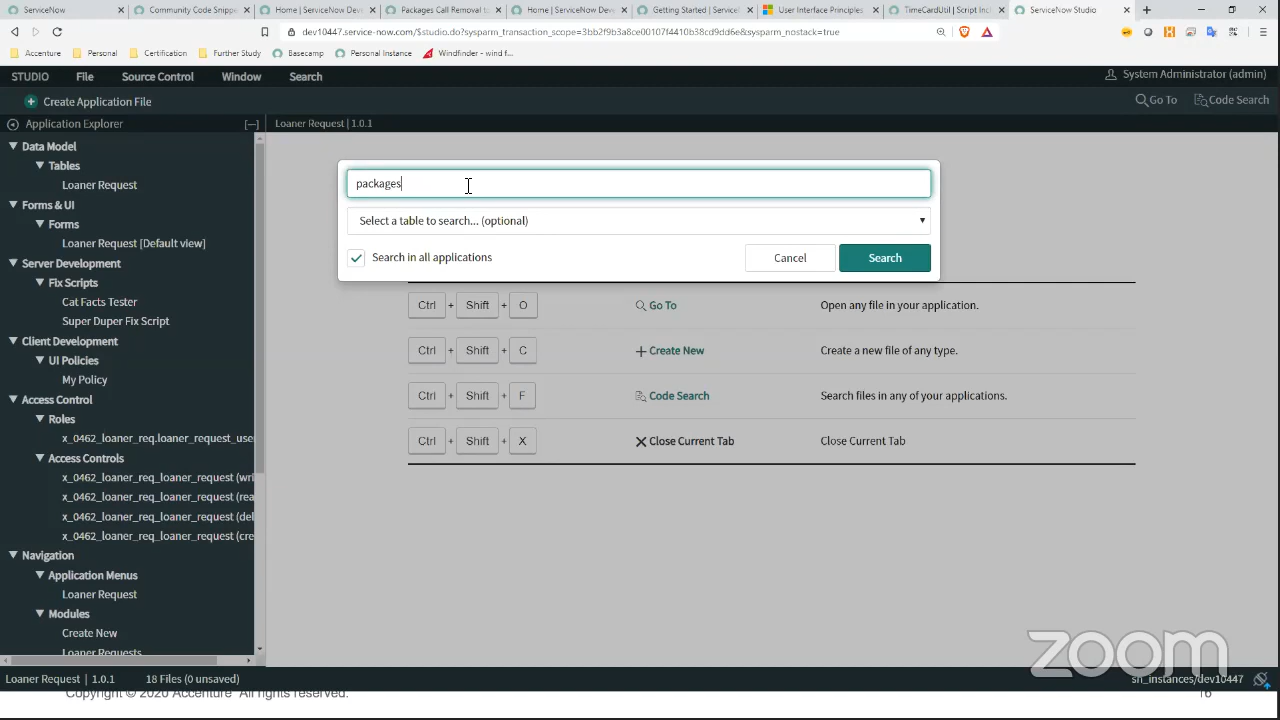 ServiceNow
Community Code Snippe
Home | ServiceNow Deve
Packages Call Removal to
Home | ServiceNow Deve
Getting Started | ServiceN
User Interface Principles
TimeCardUtil | Script Incl
ServiceNow Studio
dev10447.service-now.com/$studio.do?sysparm_transaction_scope=3bb2f9b3a8ce00107f4410b38cd9dd6e&sysparm_nostack=true
Accenture
Personal
Certification
Further Study
Basecamp
Personal Instance
Windfinder - wind f...
STUDIO
File
Source Control
Window
Search
System Administrator (admin)
Create Application File
Go To
Code Search
Application Explorer
Loaner Request | 1.0.1
Data Model
Tables
Loaner Request
Forms & UI
Forms
Loaner Request [Default view]
Server Development
Fix Scripts
Cat Facts Tester
Super Duper Fix Script
Client Development
UI Policies
My Policy
Access Control
Roles
x_0462_loaner_req.loaner_request_use
Access Controls
x_0462_loaner_req_loaner_request (wri
x_0462_loaner_req_loaner_request (rea
x_0462_loaner_req_loaner_request (del
x_0462_loaner_req_loaner_request (cre
Navigation
Application Menus
Loaner Request
Modules
Create New
Loaner Requests
packages
Select a table to search... (optional)
Search in all applications
Cancel
Search
Ctrl + Shift + O Go To Open any file in your application.
Ctrl + Shift + C Create New Create a new file of any type.
Ctrl + Shift + F Code Search Search files in any of your applications.
Ctrl + Shift + X Close Current Tab Close Current Tab
zoom
Loaner Request | 1.0.1
18 Files (0 unsaved)
sn_instances/dev10447
Copyright © 2020 Accenture All rights reserved.
16